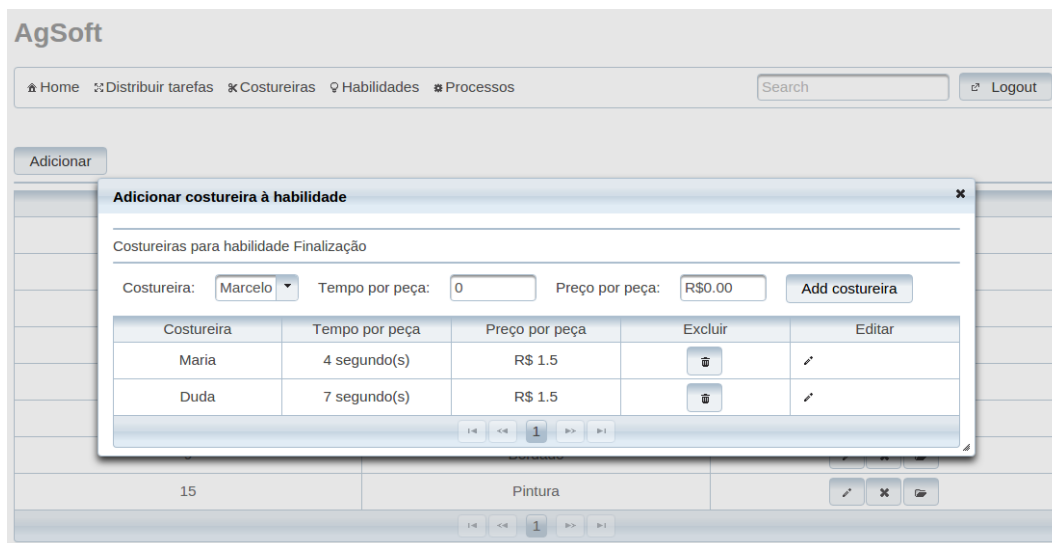 AgSoft
Home Distribuir tarefas Costureiras Habilidades Processos Search Logout
Adicionar
Adicionar costureira à habilidade
Costureiras para habilidade Finalização
Costureira: Marcelo Tempo por peça: 0 Preço por peça: R$0.00 Add costureira
Costureira Tempo por peça Preço por peça Excluir Editar
Maria 4 segundo(s) R$ 1.5
Duda 7 segundo(s) R$ 1.5
1
15 Pintura
1